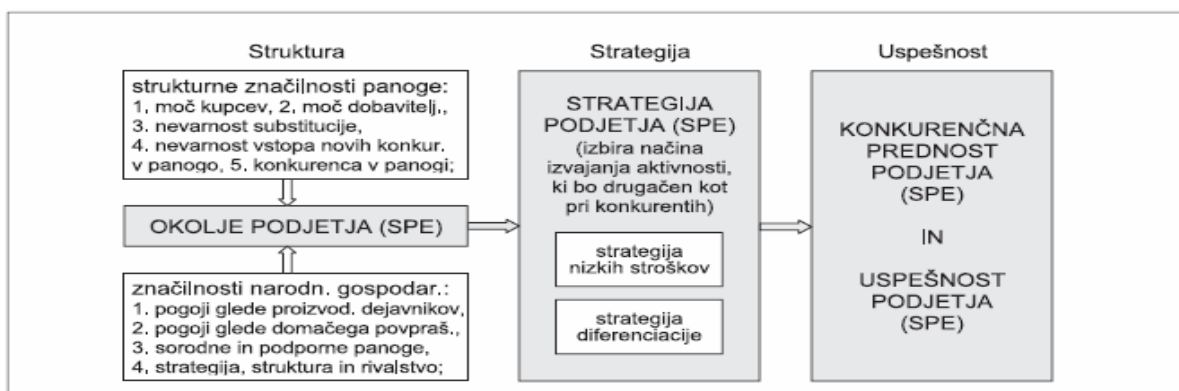 Struktura
strukturne značilnosti panoge:
1. moč kupcev, 2. moč dobavitelj.,
3. nevarnost substitucije,
4. nevarnost vstopa novih konkur.
v panogo, 5. konkurenca v panogi;
OKOLJE PODJETJA (SPE)
značilnosti narodn. gospodar.:
1. pogoji glede proizvod. dejavnikov,
2. pogoji glede domačega povpraš.,
3. sorodne in podporne panoge,
4. strategija, struktura in rivalstvo;
Strategija
STRATEGIJA
PODJETJA (SPE)
(izbira načina
izvajanja aktivnosti,
ki bo drugačen kot
pri konkurentih)
strategija
nizkih stroškov
strategija
diferenciacije
Uspešnost
KONKURENČNA
PREDNOST
PODJETJA
(SPE)
IN
USPEŠNOST
PODJETJA
(SPE)